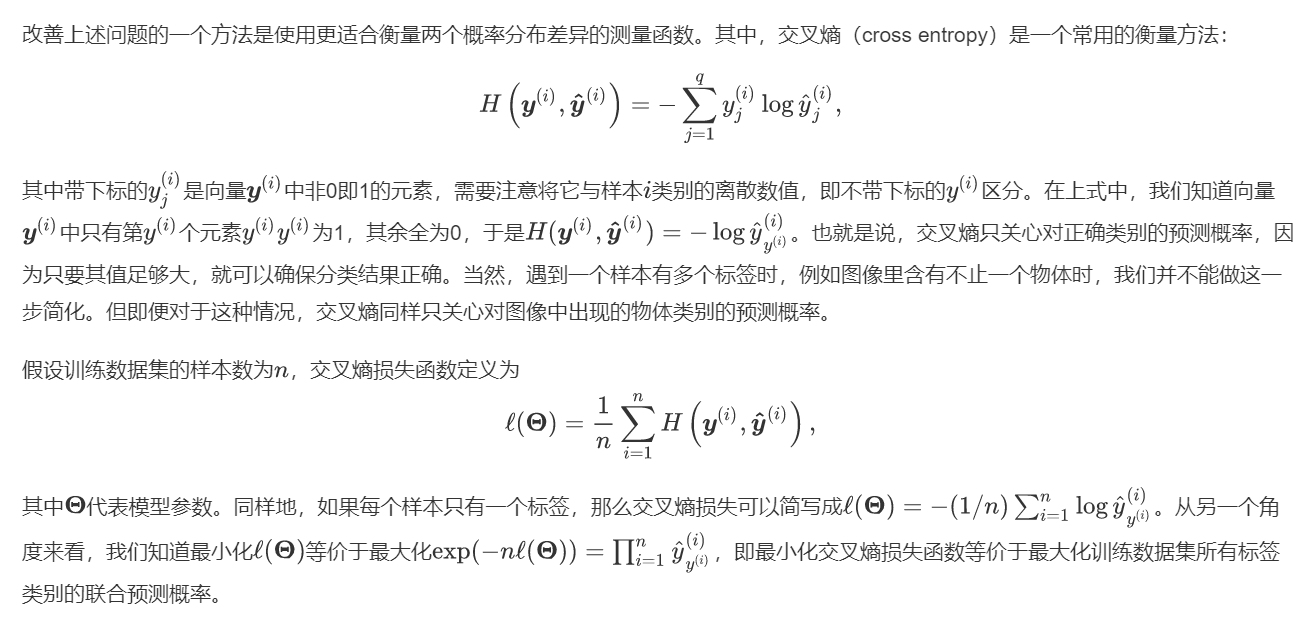 改善上述问题的一个方法是使用更适合衡量两个概率分布差异的测量函数。其中，交叉熵（cross entropy）是一个常用的衡量方法：
$H\left(\boldsymbol{y}^{(i)}, \boldsymbol{\hat{y}}^{(i)}\right) = -\sum_{j=1}^{q} y_j^{(i)} \log \hat{y}_j^{(i)},$
其中带下标的$y_j^{(i)}$是向量$\boldsymbol{y}^{(i)}$中非0即1的元素，需要注意将它与样本$i$类别的离散数值，即不带下标的$y^{(i)}$区分。在上式中，我们知道向量
$\boldsymbol{y}^{(i)}$中只有第$y^{(i)}$个元素$y^{(i)}y^{(i)}$为1，其余全为0，于是$H(\boldsymbol{y}^{(i)}, \boldsymbol{\hat{y}}^{(i)}) = -\log \hat{y}_{y^{(i)}}^{(i)}$。也就是说，交叉熵只关心对正确类别的预测概率，因
为只要其值足够大，就可以确保分类结果正确。当然，遇到一个样本有多个标签时，例如图像里含有不止一个物体时，我们并不能做这一
步简化。但即便对于这种情况，交叉熵同样只关心对图像中出现的物体类别的预测概率。
假设训练数据集的样本数为$n$，交叉熵损失函数定义为
$\ell(\boldsymbol{\Theta}) = \frac{1}{n} \sum_{i=1}^{n} H\left(\boldsymbol{y}^{(i)}, \boldsymbol{\hat{y}}^{(i)}\right),$
其中$\boldsymbol{\Theta}$代表模型参数。同样地，如果每个样本只有一个标签，那么交叉熵损失可以简写成$\ell(\boldsymbol{\Theta}) = -(1/n) \sum_{i=1}^{n} \log \hat{y}_{y^{(i)}}^{(i)}$。从另一个角
度来看，我们知道最小化$\ell(\boldsymbol{\Theta})$等价于最大化$\exp(-n\ell(\boldsymbol{\Theta})) = \prod_{i=1}^{n} \hat{y}_{y^{(i)}}^{(i)}$，即最小化交叉熵损失函数等价于最大化训练数据集所有标签
类别的联合预测概率。